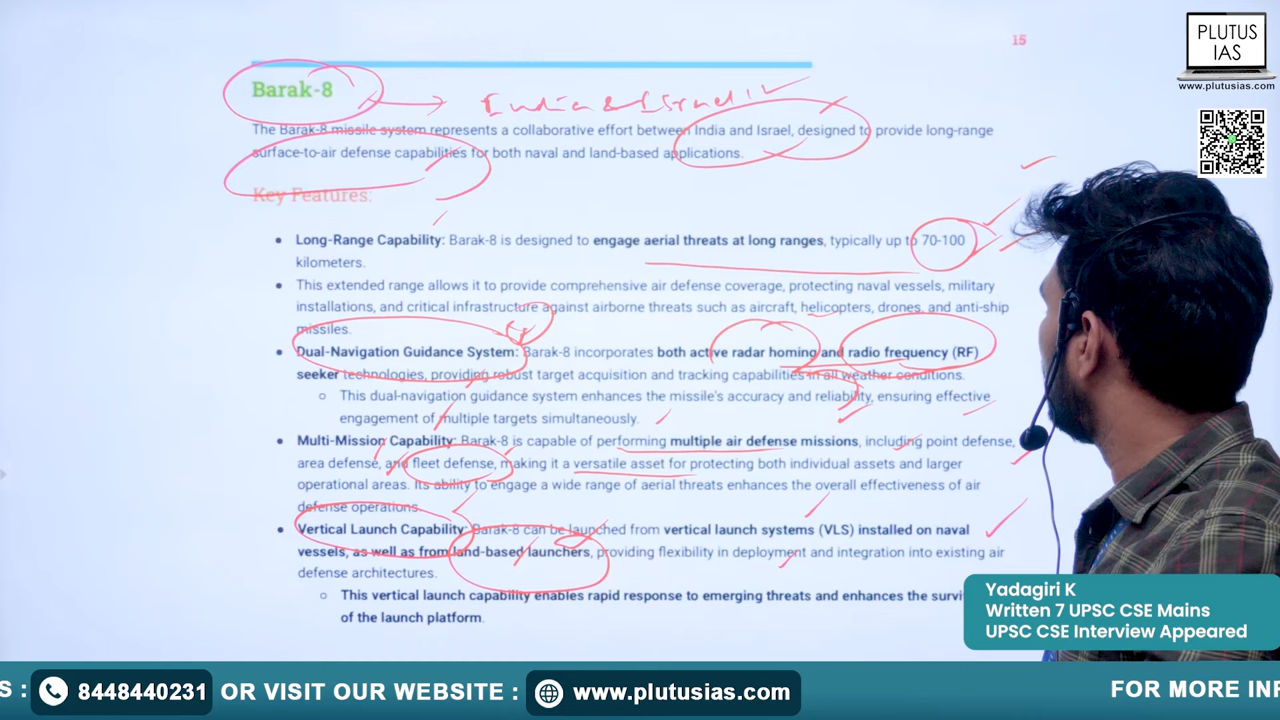 15
PLUTUS
IAS
www.plutusias.com
Barak-8
India & Israel
The Barak-8 missile system represents a collaborative effort between India and Israel, designed to provide long-range
surface-to-air defense capabilities for both naval and land-based applications.
Key Features:
• Long-Range Capability: Barak-8 is designed to engage aerial threats at long ranges, typically up to 70-100
kilometers.
• This extended range allows it to provide comprehensive air defense coverage, protecting naval vessels, military
installations, and critical infrastructure against airborne threats such as aircraft, helicopters, drones, and anti-ship
missiles.
• Dual-Navigation Guidance System: Barak-8 incorporates both active radar homing and radio frequency (RF)
seeker technologies, providing robust target acquisition and tracking capabilities in all weather conditions.
○ This dual-navigation guidance system enhances the missile's accuracy and reliability, ensuring effective
engagement of multiple targets simultaneously.
• Multi-Mission Capability: Barak-8 is capable of performing multiple air defense missions, including point defense,
area defense, and fleet defense, making it a versatile asset for protecting both individual assets and larger
operational areas. Its ability to engage a wide range of aerial threats enhances the overall effectiveness of air
defense operations.
• Vertical Launch Capability: Barak-8 can be launched from vertical launch systems (VLS) installed on naval
vessels, as well as from land-based launchers, providing flexibility in deployment and integration into existing air
defense architectures.
○ This vertical launch capability enables rapid response to emerging threats and enhances the survi
of the launch platform.
Yadagiri K
Written 7 UPSC CSE Mains
UPSC CSE Interview Appeared
S : 8448440231 OR VISIT OUR WEBSITE : www.plutusias.com FOR MORE INF